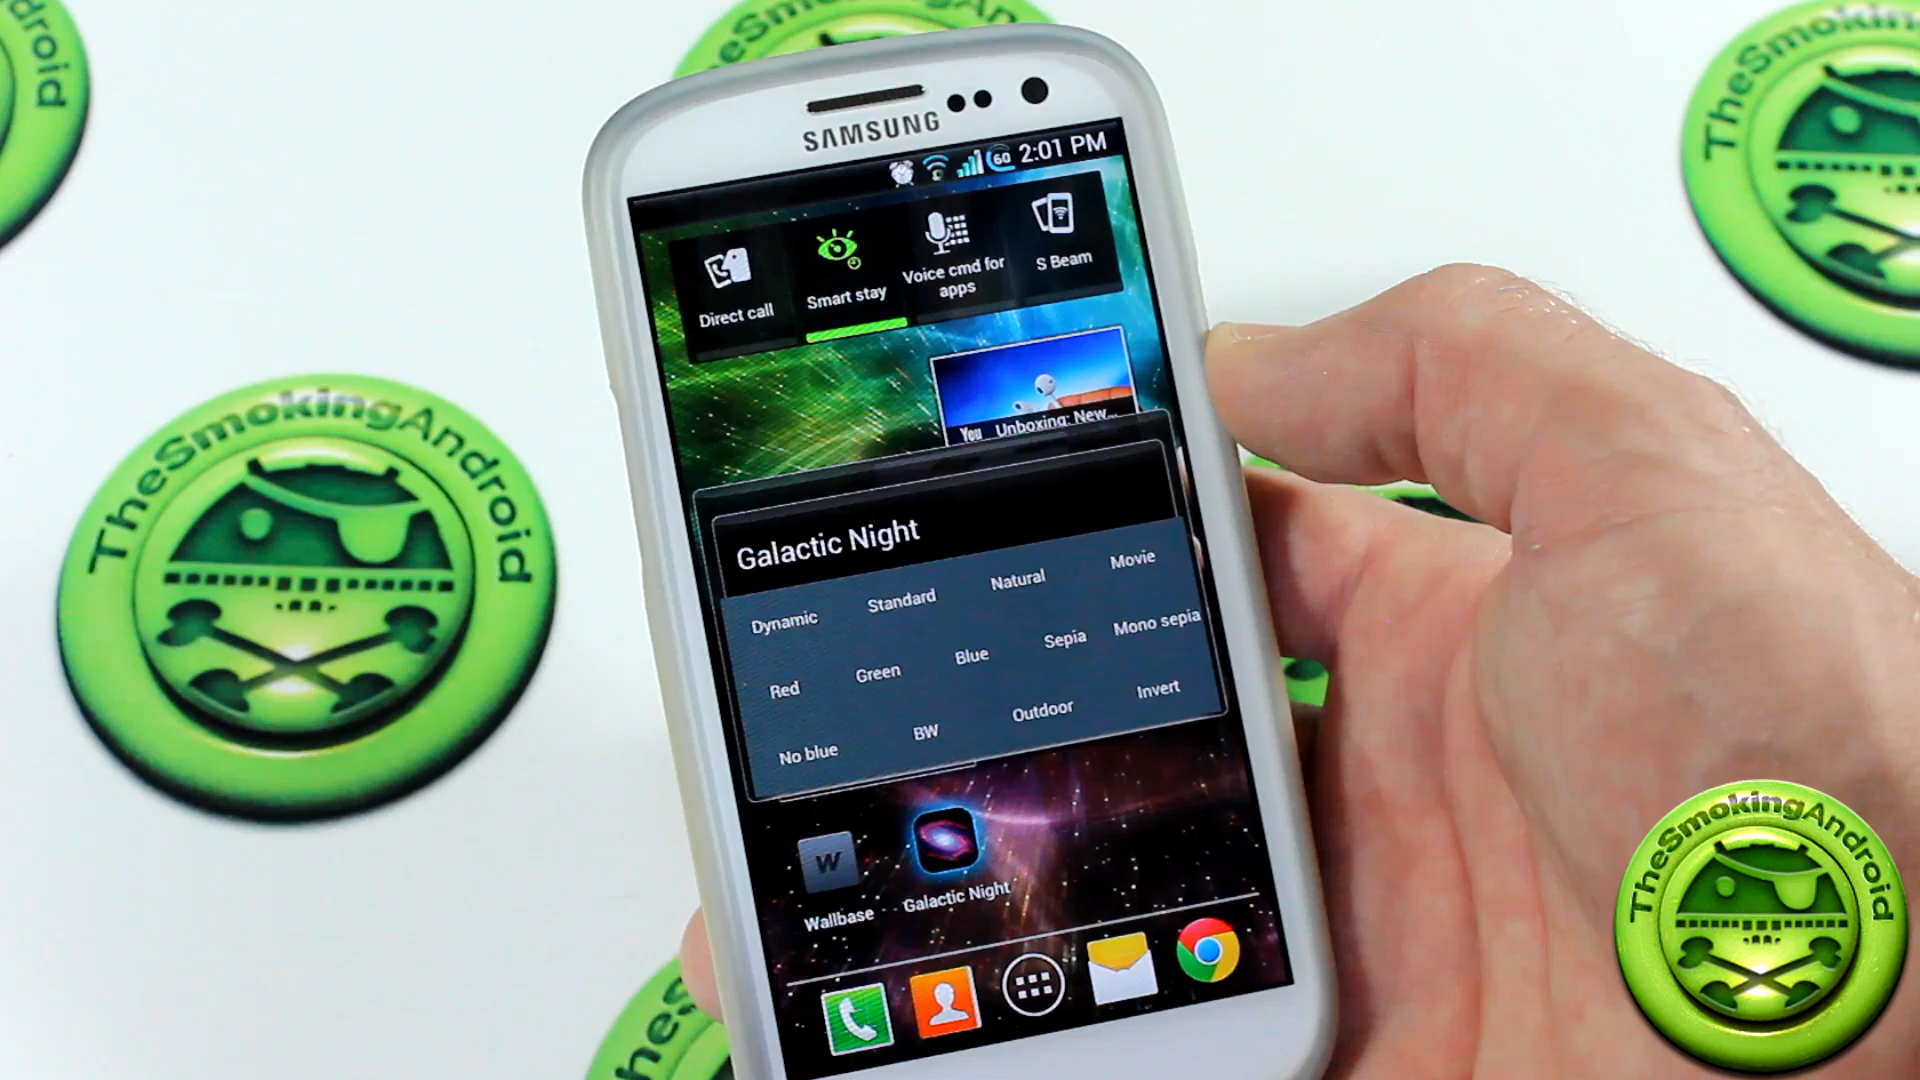 TheSmokingAndroid
SAMSUNG
60 2:01 PM
Direct call
Smart stay
Voice cmd for
apps
S Beam
You Unboxing: New...
Galactic Night
Dynamic Standard Natural Movie
Red Green Blue Sepia Mono sepia
No blue BW Outdoor Invert
W
Wallbase
Galactic Night
TheSmokingAndroid
TheSmokingAndroid